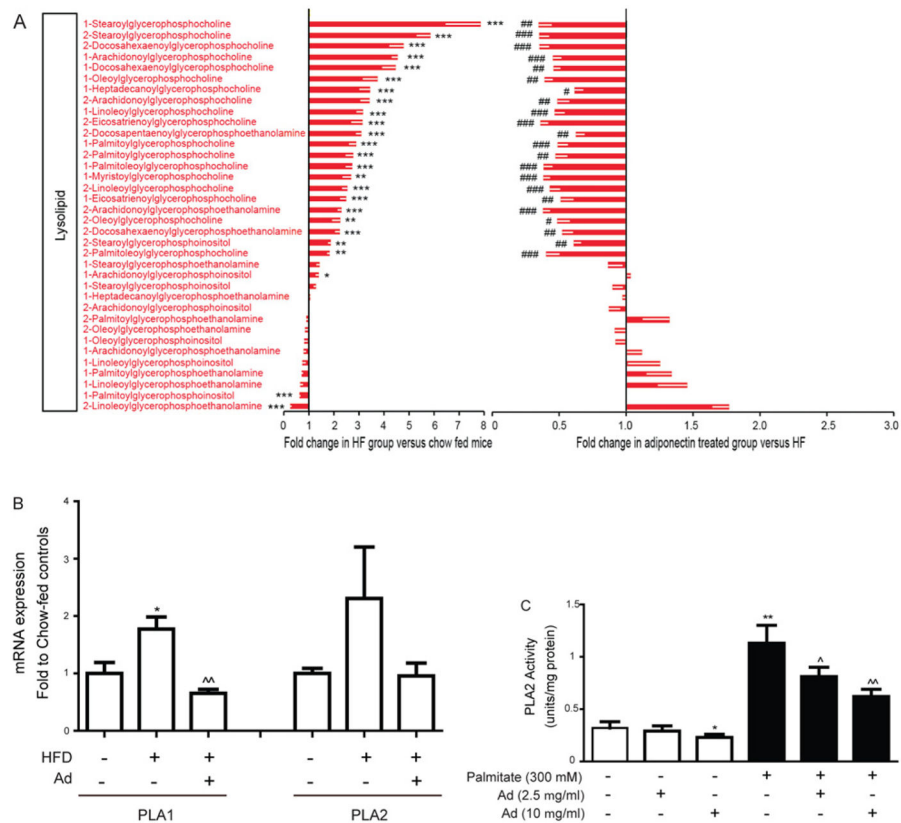 A
Lysolipid
1-Stearoylglycerophosphocholine *** ##
2-Stearoylglycerophosphocholine *** ###
2-Docosahexaenoylglycerophosphocholine *** ###
1-Arachidonoylglycerophosphocholine *** ###
1-Docosahexaenoylglycerophosphocholine *** ##
1-Oleoylglycerophosphocholine *** ##
1-Heptadecanoylglycerophosphocholine *** #
2-Arachidonoylglycerophosphocholine *** ##
1-Linoleoylglycerophosphocholine *** ###
2-Eicosatrienoylglycerophosphocholine *** ###
2-Docosapentaenoylglycerophosphoethanolamine *** ##
1-Palmitoylglycerophosphocholine *** ###
2-Palmitoylglycerophosphocholine *** ##
1-Palmitoleoylglycerophosphocholine *** ###
1-Myristoylglycerophosphocholine ** ###
2-Linoleoylglycerophosphocholine *** ###
1-Eicosatrienoylglycerophosphocholine *** ##
2-Arachidonoylglycerophosphoethanolamine *** ###
2-Oleoylglycerophosphocholine ** #
2-Docosahexaenoylglycerophosphoethanolamine *** ##
2-Stearoylglycerophosphoinositol ** ##
2-Palmitoleoylglycerophosphocholine ** ###
1-Stearoylglycerophosphoethanolamine
1-Arachidonoylglycerophosphoinositol *
1-Stearoylglycerophosphoinositol
1-Heptadecanoylglycerophosphoethanolamine
2-Arachidonoylglycerophosphoinositol
2-Palmitoylglycerophosphoethanolamine
2-Oleoylglycerophosphoethanolamine
1-Oleoylglycerophosphoinositol
1-Arachidonoylglycerophosphoethanolamine
1-Linoleoylglycerophosphoinositol
1-Palmitoylglycerophosphoethanolamine
1-Linoleoylglycerophosphoethanolamine
1-Palmitoylglycerophosphoinositol ***
2-Linoleoylglycerophosphoethanolamine ***
0 1 2 3 4 5 6 7 8
Fold change in HF group versus chow fed mice
0 0.5 1.0 1.5 2.0 2.5 3.0
Fold change in adiponectin treated group versus HF
B
mRNA expression
Fold to Chow-fed controls
4
3
2
1
0
* ^^
HFD - + + - + +
Ad - - + - - +
PLA1 PLA2
C
PLA2 Activity
(units/mg protein)
1.5
1
0.5
0
* ** ^ ^^
Palmitate (300 mM) - - - + + +
Ad (2.5 mg/ml) - + - - + -
Ad (10 mg/ml) - - + - - +